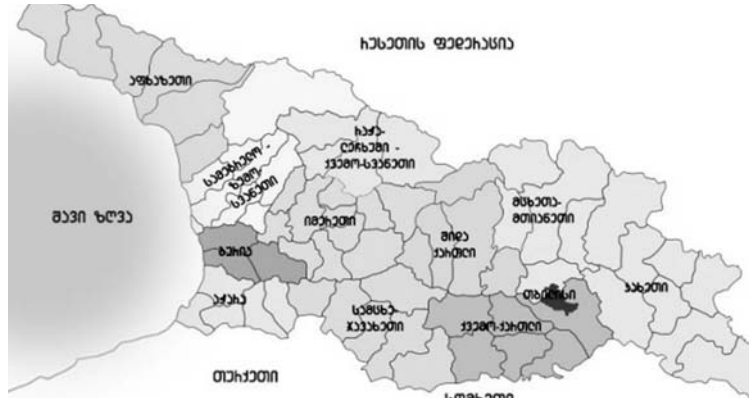 რუსეთის ფედერაცია
აფხაზეთი
რაჭა-
ლეჩხუმი -
ქვემო-სვანეთი
სამეგრელო -
ზემო-
სვანეთი
მცხეთა-
მთიანეთი
შავი ზღვა
იმერეთი
შიდა
ქართლი
გურია
თბილისი
კახეთი
აჭარა
სამცხე-
ჯავახეთი
ქვემო-ქართლი
თურქეთი
სომხეთი